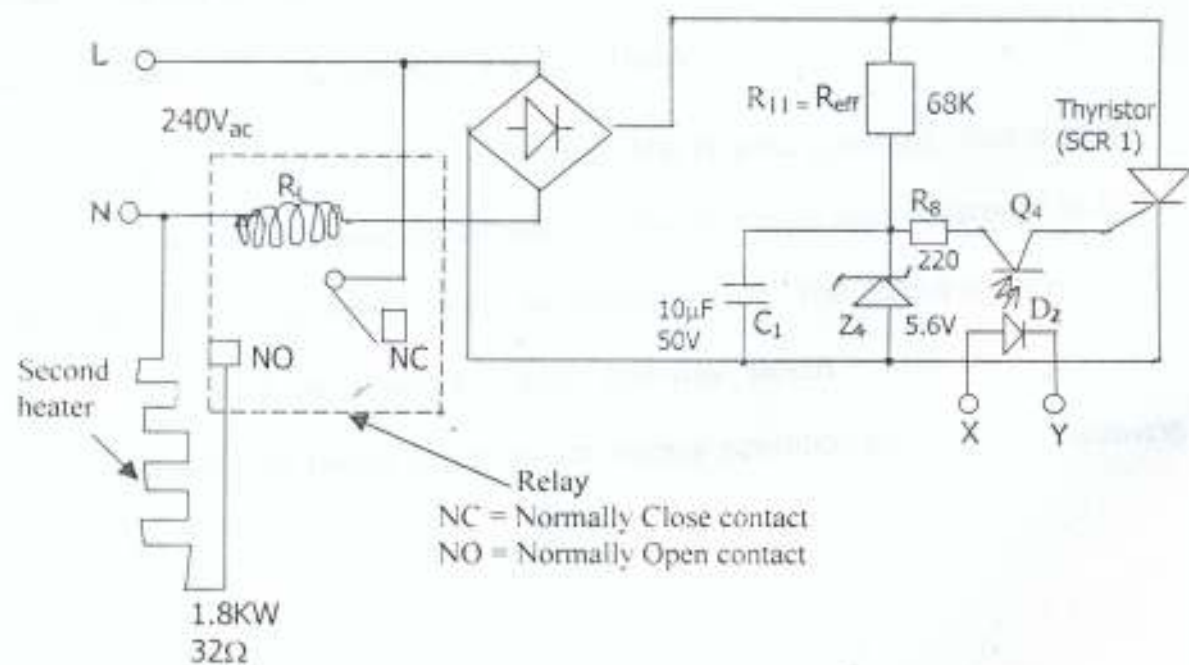 L
240Vac
N
RL
NO
NC
Second
heater
1.8KW
32Ω
Relay
NC = Normally Close contact
NO = Normally Open contact
R11 = Reff
68K
Thyristor
(SCR 1)
R8
220
Q4
10μF
50V
C1
Z4
5.6V
D2
X
Y